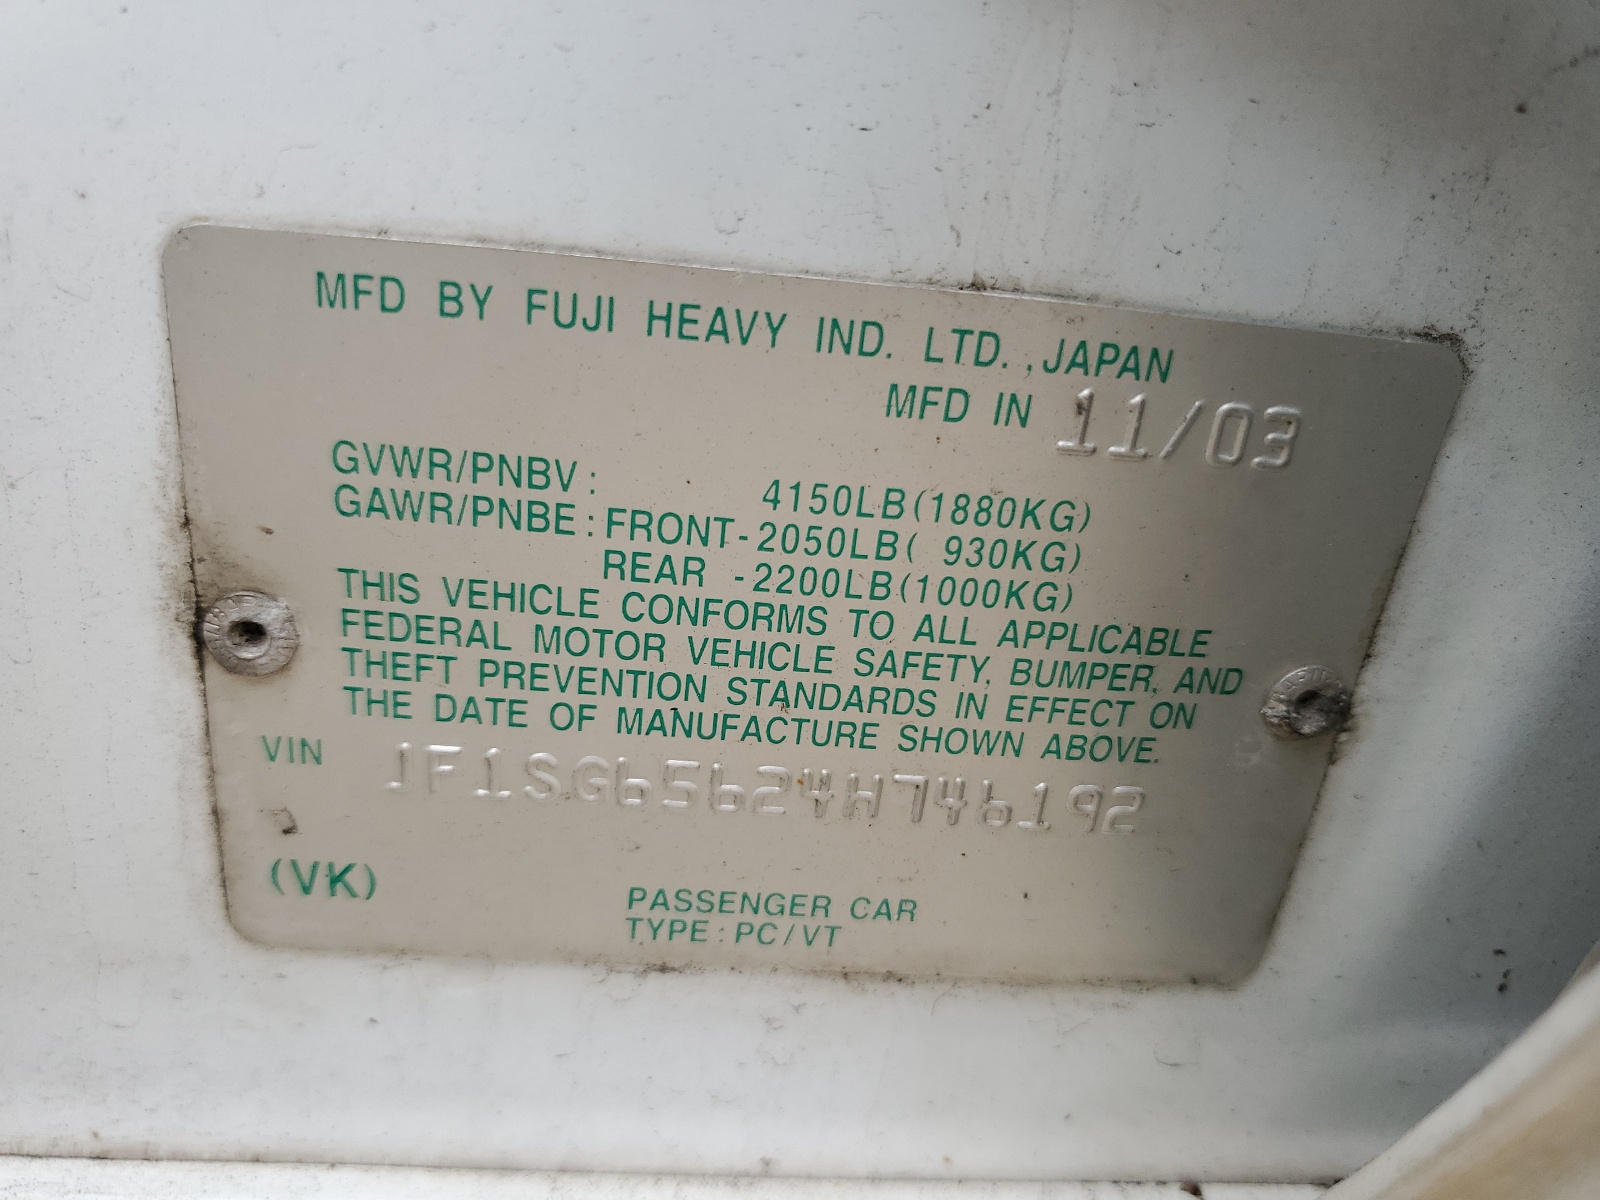 MFD BY FUJI HEAVY IND. LTD. ,JAPAN
MFD IN 11/03
GVWR/PNBV : 4150LB(1880KG)
GAWR/PNBE : FRONT-2050LB( 930KG)
REAR -2200LB(1000KG)
THIS VEHICLE CONFORMS TO ALL APPLICABLE
FEDERAL MOTOR VEHICLE SAFETY, BUMPER, AND
THEFT PREVENTION STANDARDS IN EFFECT ON
THE DATE OF MANUFACTURE SHOWN ABOVE.
VIN JF1SG65624H746192
(VK)
PASSENGER CAR
TYPE : PC/VT